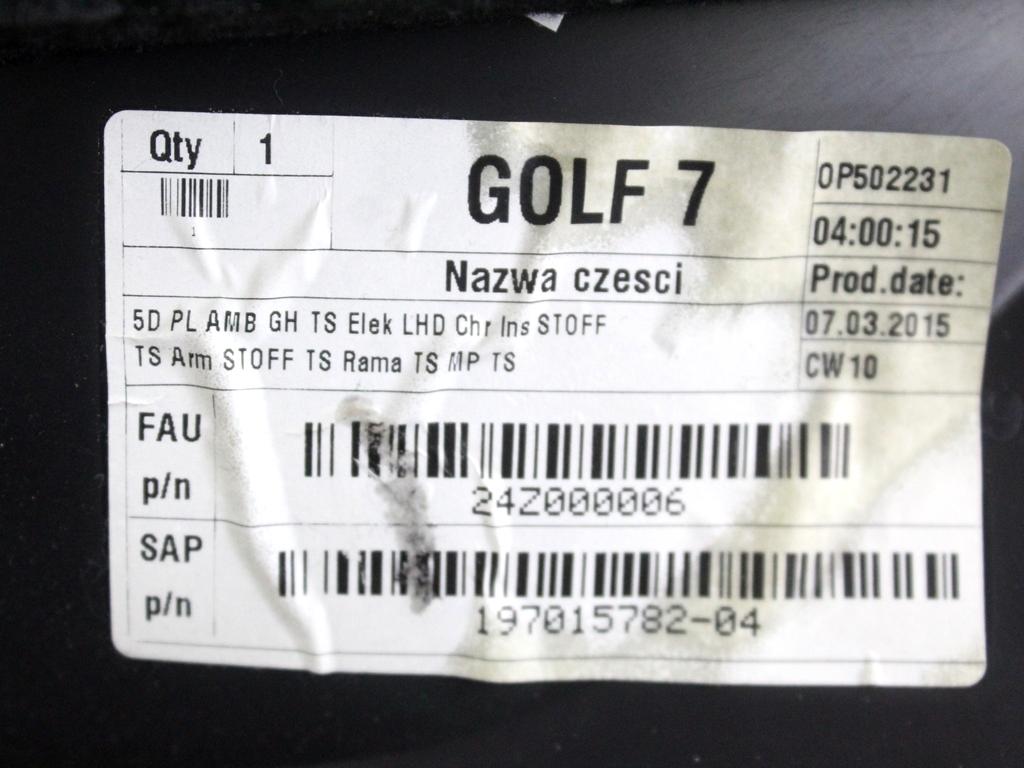 Qty 1
1
GOLF 7
OP502231
04:00:15
Nazwa czesci
Prod.date:
5D PL AMB GH TS Elek LHD Chr Ins STOFF
07.03.2015
TS Arm STOFF TS Rama TS MP TS
CW10
FAU
p/n
24Z000006
SAP
p/n
197015782-04